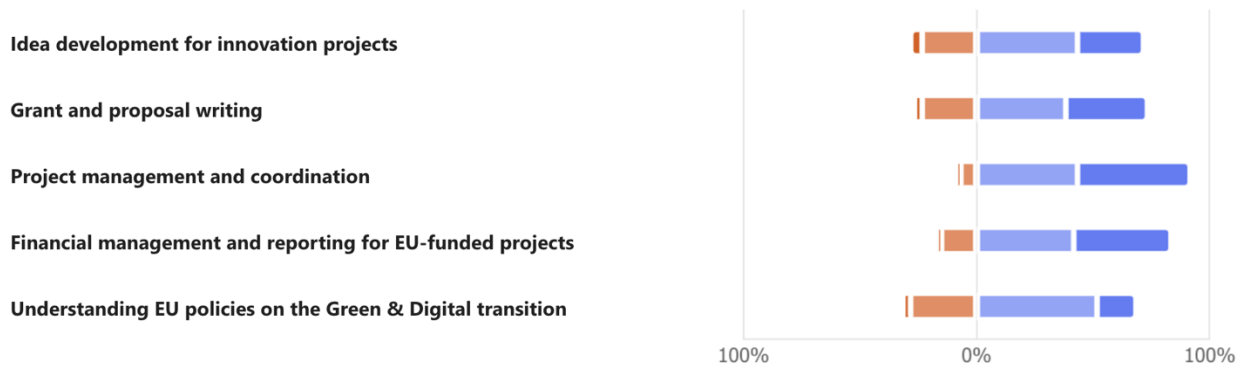 Idea development for innovation projects
Grant and proposal writing
Project management and coordination
Financial management and reporting for EU-funded projects
Understanding EU policies on the Green & Digital transition
100% 0% 100%